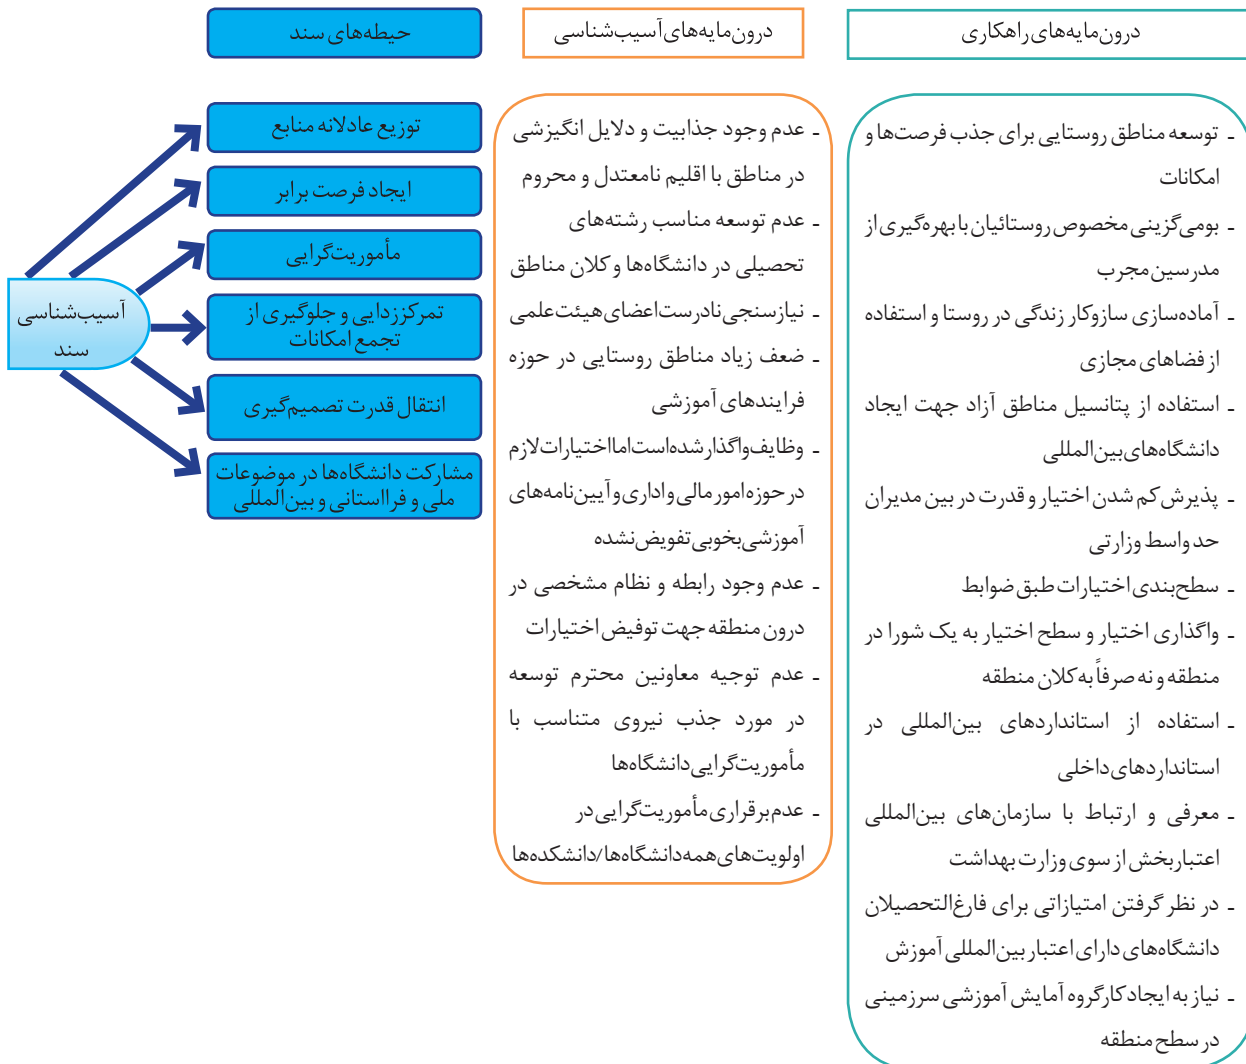 درون‌مایه‌های راهکاری
- توسعه مناطق روستایی برای جذب فرصت‌ها و
امکانات
- بومی‌گزینی مخصوص روستائیان با بهره‌گیری از
مدرسین مجرب
- آماده‌سازی سازوکار زندگی در روستا و استفاده
از فضاهای مجازی
- استفاده از پتانسیل مناطق آزاد جهت ایجاد
دانشگاه‌های بین‌المللی
- پذیرش کم شدن اختیار و قدرت در بین مدیران
حد واسط وزارتی
- سطح‌بندی اختیارات طبق ضوابط
- واگذاری اختیار و سطح اختیار به یک شورا در
منطقه و نه صرفاً به کلان منطقه
- استفاده از استانداردهای بین‌المللی در
استانداردهای داخلی
- معرفی و ارتباط با سازمان‌های بین‌المللی
اعتباربخش از سوی وزارت بهداشت
- در نظر گرفتن امتیازاتی برای فارغ‌التحصیلان
دانشگاه‌های دارای اعتبار بین‌المللی آموزش
- نیاز به ایجاد کارگروه آمایش آموزشی سرزمینی
در سطح منطقه
درون‌مایه‌های آسیب‌شناسی
- عدم وجود جذابیت و دلایل انگیزشی
در مناطق با اقلیم نامعتدل و محروم
- عدم توسعه مناسب رشته‌های
تحصیلی در دانشگاه‌ها و کلان مناطق
- نیازسنجی نادرست اعضای هیئت علمی
- ضعف زیاد مناطق روستایی در حوزه
فرایندهای آموزشی
- وظایف واگذار شده است اما اختیارات لازم
در حوزه امور مالی و اداری و آیین‌نامه‌های
آموزشی بخوبی تفویض نشده
- عدم وجود رابطه و نظام مشخصی در
درون منطقه جهت توفیض اختیارات
- عدم توجیه معاونین محترم توسعه
در مورد جذب نیروی متناسب با
مأموریت‌گرایی دانشگاه‌ها
- عدم برقراری مأموریت‌گرایی در
اولویت‌های همه دانشگاه‌ها/دانشکده‌ها
حیطه‌های سند
توزیع عادلانه منابع
ایجاد فرصت برابر
مأموریت‌گرایی
تمرکززدایی و جلوگیری از
تجمع امکانات
انتقال قدرت تصمیم‌گیری
مشارکت دانشگاه‌ها در موضوعات
ملی و فرااستانی و بین‌المللی
آسیب‌شناسی
سند